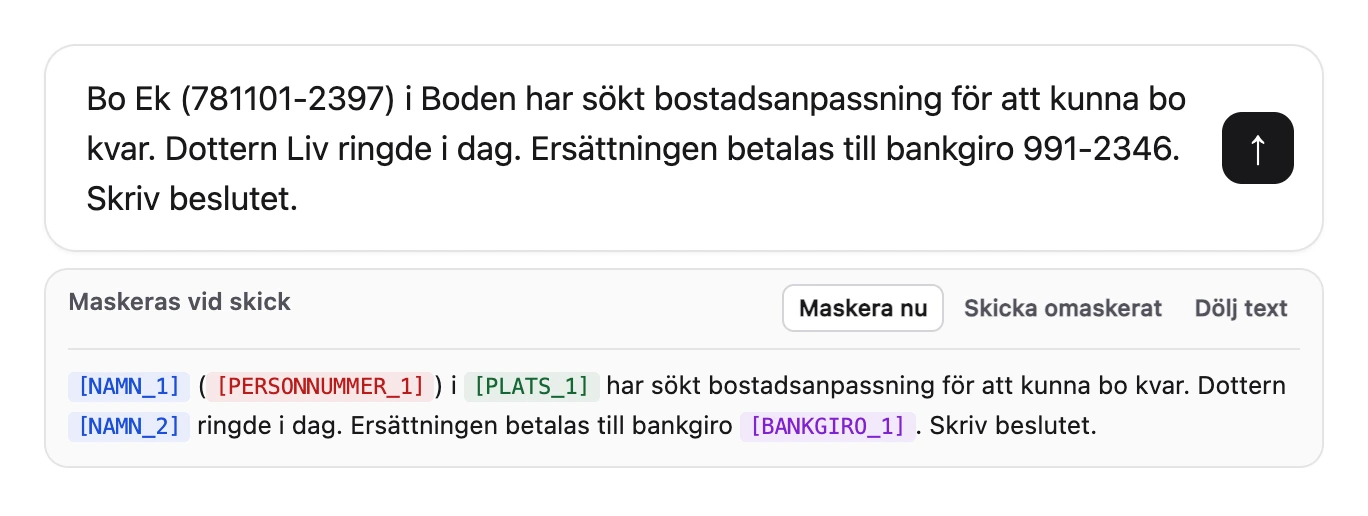 Bo Ek (781101-2397) i Boden har sökt bostadsanpassning för att kunna bo
kvar. Dottern Liv ringde i dag. Ersättningen betalas till bankgiro 991-2346.
Skriv beslutet.
↑
Maskeras vid skick
Maskera nu
Skicka omaskerat
Dölj text
[NAMN_1] ([PERSONNUMMER_1]) i [PLATS_1] har sökt bostadsanpassning för att kunna bo kvar. Dottern
[NAMN_2] ringde i dag. Ersättningen betalas till bankgiro [BANKGIRO_1]. Skriv beslutet.